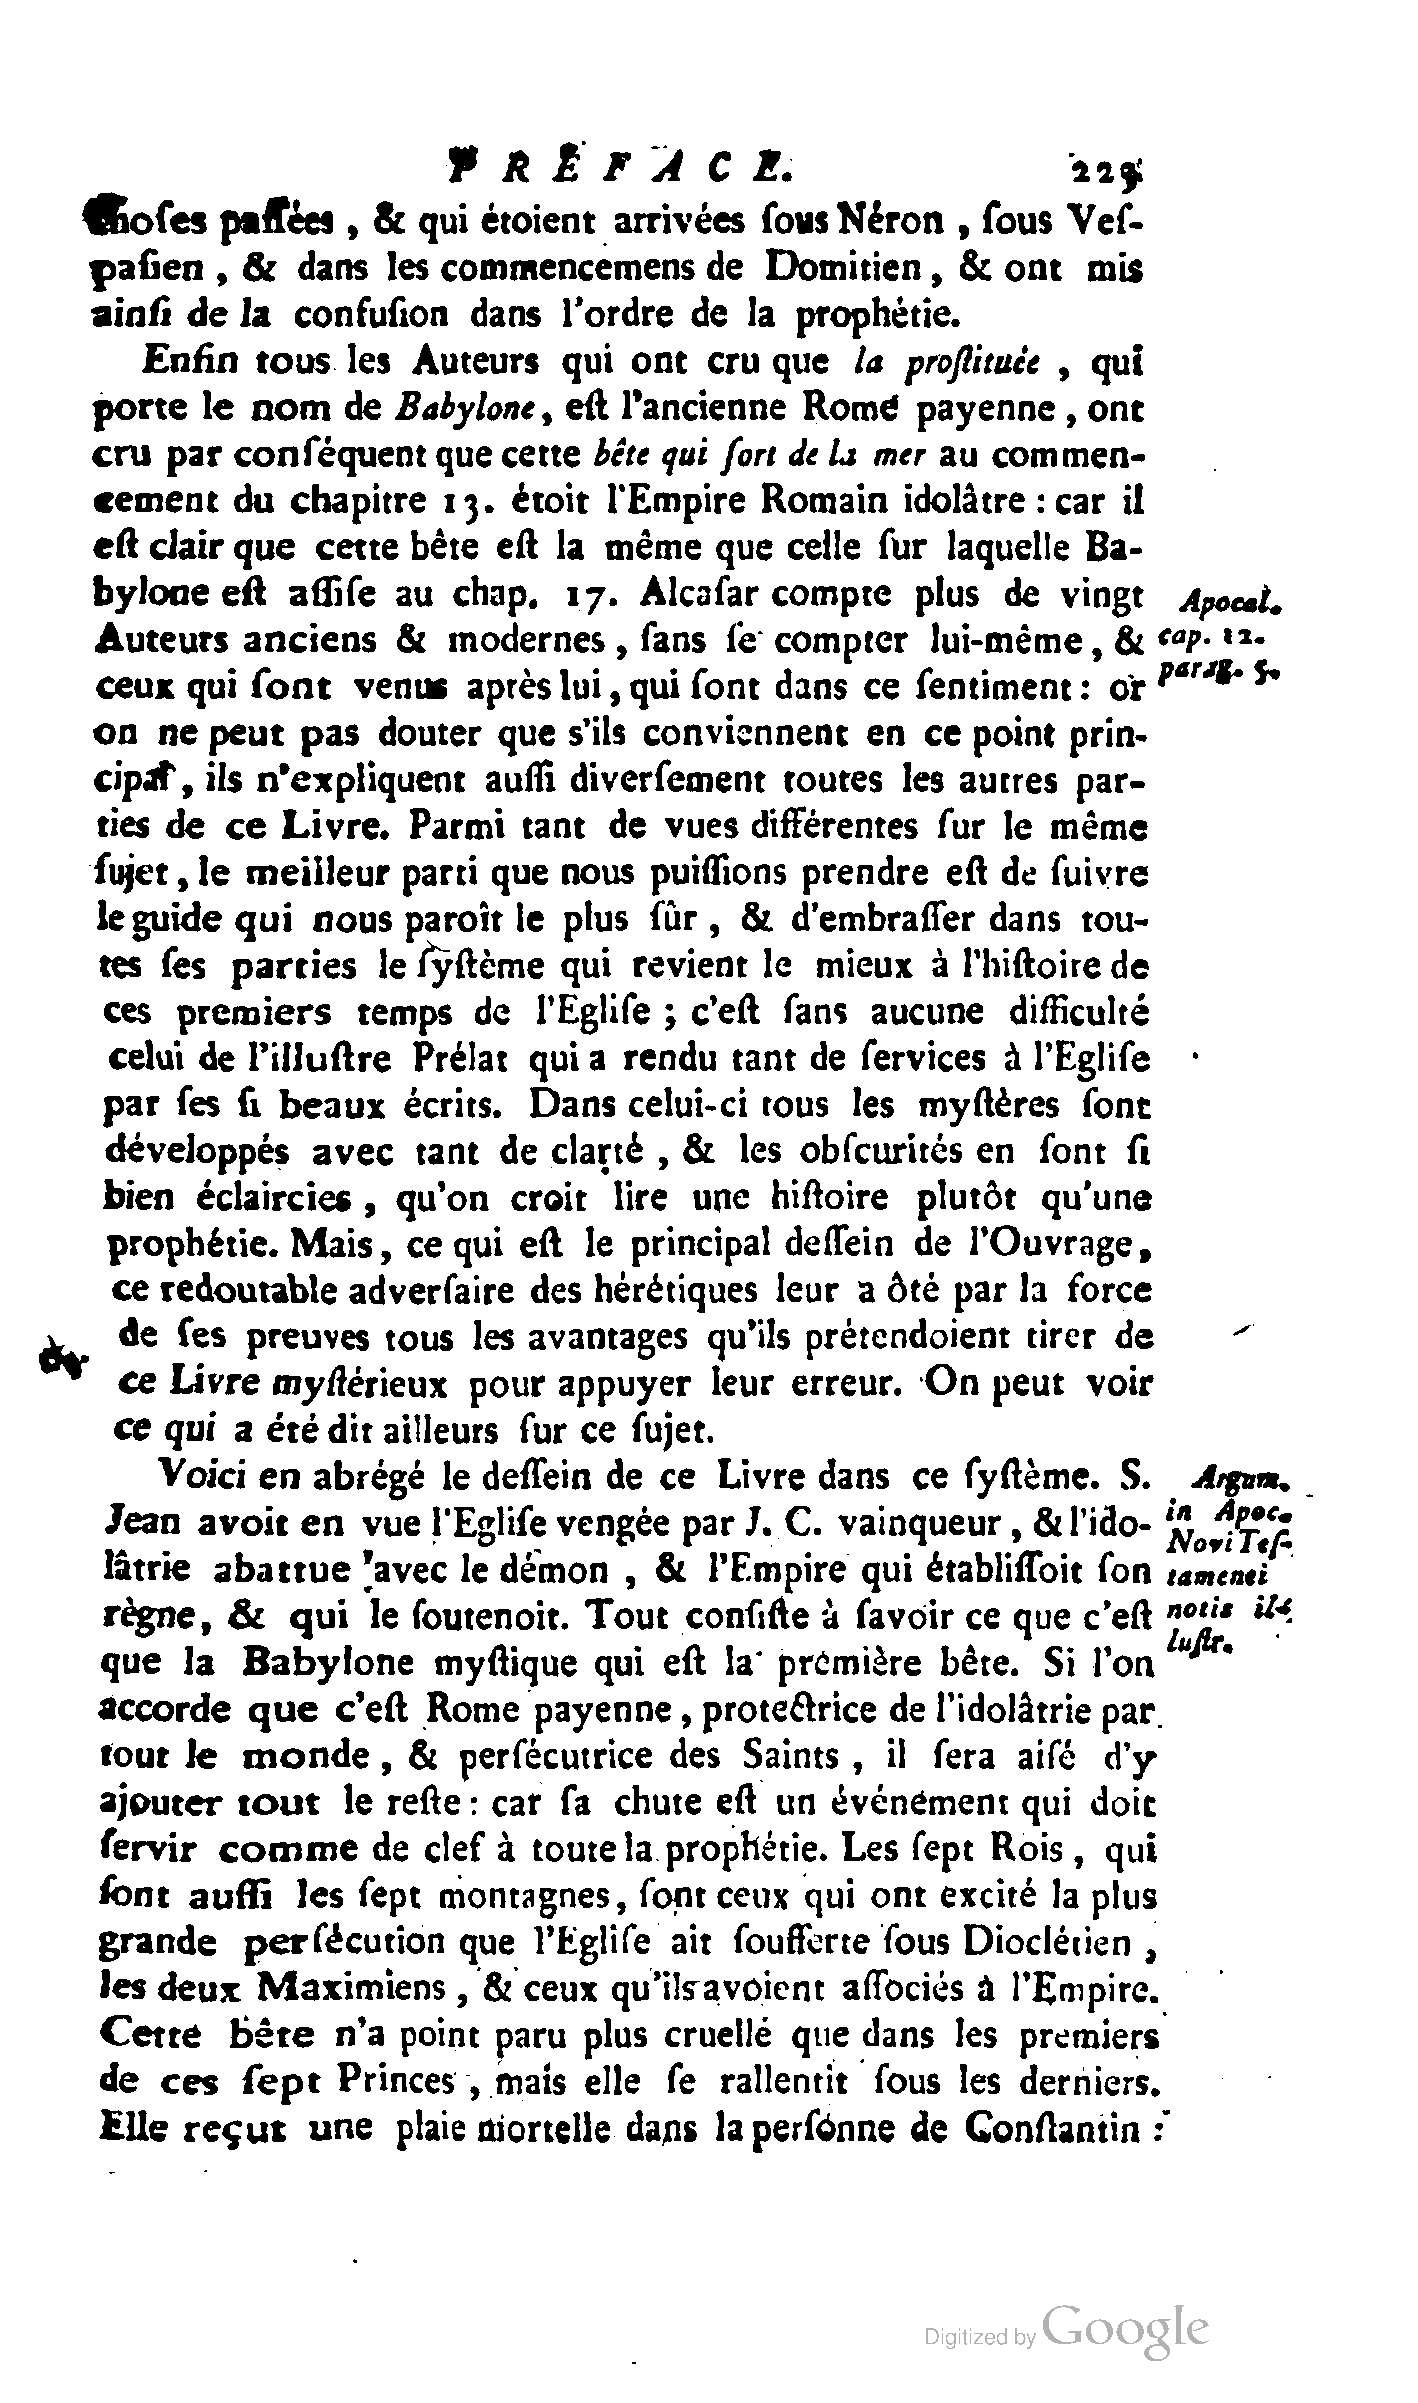 PRÉFACE. 229
choſes paſſées, & qui étoient arrivées ſous Néron, ſous Veſ-
paſien, & dans les commencemens de Domitien, & ont mis
ainſi de la confuſion dans l'ordre de la prophétie.
Enfin tous les Auteurs qui ont cru que la proſtituée, qui
porte le nom de Babylone, eſt l'ancienne Rome payenne, ont
cru par conſéquent que cette bête qui ſort de la mer au commen-
cement du chapitre 13. étoit l'Empire Romain idolâtre : car il
eſt clair que cette bête eſt la même que celle ſur laquelle Ba-
bylone eſt aſſiſe au chap. 17. Alcaſar compte plus de vingt
Auteurs anciens & modernes, ſans ſe compter lui-même, &
ceux qui ſont venus après lui, qui ſont dans ce ſentiment : or
Apocal.
cap. 12.
parag. 5.
on ne peut pas douter que s'ils conviennent en ce point prin-
cipal, ils n'expliquent auſſi diverſement toutes les autres par-
ties de ce Livre. Parmi tant de vues différentes ſur le même
ſujet, le meilleur parti que nous puiſſions prendre eſt de ſuivre
le guide qui nous paroît le plus ſûr, & d'embraſſer dans tou-
tes ſes parties le ſyſtème qui revient le mieux à l'hiſtoire de
ces premiers temps de l'Egliſe ; c'eſt ſans aucune difficulté
celui de l'illuſtre Prélat qui a rendu tant de ſervices à l'Egliſe
par ſes ſi beaux écrits. Dans celui-ci tous les myſtères ſont
développés avec tant de clarté, & les obſcurités en ſont ſi
bien éclaircies, qu'on croit lire une hiſtoire plutôt qu'une
prophétie. Mais, ce qui eſt le principal deſſein de l'Ouvrage,
ce redoutable adverſaire des hérétiques leur a ôté par la force
de ſes preuves tous les avantages qu'ils prétendoient tirer de
ce Livre myſtérieux pour appuyer leur erreur. On peut voir
ce qui a été dit ailleurs ſur ce ſujet.
Voici en abrégé le deſſein de ce Livre dans ce ſyſtème. S.
Jean avoit en vue l'Egliſe vengée par J. C. vainqueur, & l'ido-
lâtrie abattue avec le démon, & l'Empire qui établiſſoit ſon
règne, & qui le ſoutenoit. Tout conſiſte à ſavoir ce que c'eſt
que la Babylone myſtique qui eſt la première bête. Si l'on
Argum.
in Apoc.
Novi Teſ-
tamenti
notis il-
luſtr.
accorde que c'eſt Rome payenne, protectrice de l'idolâtrie par
tout le monde, & perſécutrice des Saints, il ſera aiſé d'y
ajouter tout le reſte : car ſa chute eſt un événement qui doit
ſervir comme de clef à toute la prophétie. Les ſept Rois, qui
ſont auſſi les ſept montagnes, ſont ceux qui ont excité la plus
grande perſécution que l'Egliſe ait ſoufferte ſous Dioclétien,
les deux Maximiens, & ceux qu'ils avoient aſſociés à l'Empire.
Cette bête n'a point paru plus cruelle que dans les premiers
de ces ſept Princes, mais elle ſe rallentit ſous les derniers.
Elle reçut une plaie mortelle dans la perſonne de Conſtantin :
Digitized by Google